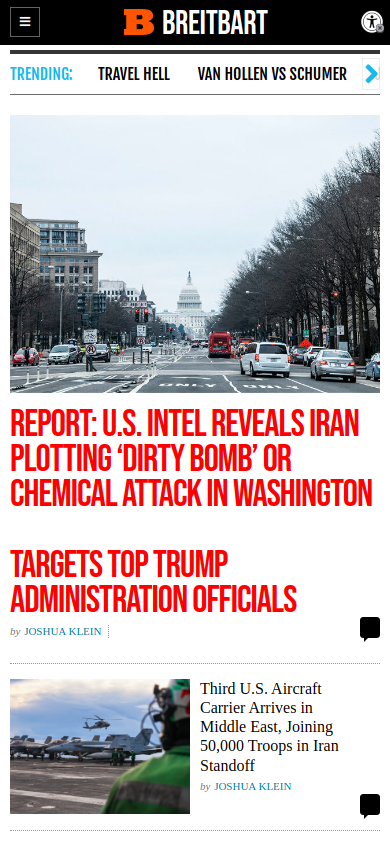 BREITBART
TRENDING:
TRAVEL HELL
VAN HOLLEN VS SCHUMER
ONLY
REPORT: U.S. INTEL REVEALS IRAN
PLOTTING ‘DIRTY BOMB’ OR
CHEMICAL ATTACK IN WASHINGTON
TARGETS TOP TRUMP
ADMINISTRATION OFFICIALS
by JOSHUA KLEIN
Third U.S. Aircraft
Carrier Arrives in
Middle East, Joining
50,000 Troops in Iran
Standoff
by JOSHUA KLEIN